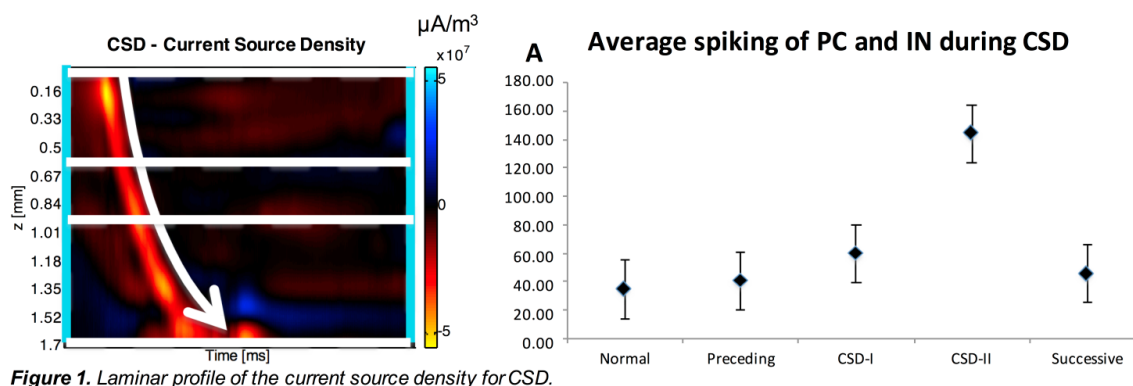 CSD - Current Source Density
µA/m³
x10⁷
5
0
-5
z [mm]
0.16
0.33
0.5
0.67
0.84
1.01
1.18
1.35
1.52
1.7
Time [ms]
Figure 1. Laminar profile of the current source density for CSD.
A
Average spiking of PC and IN during CSD
180.00
160.00
140.00
120.00
100.00
80.00
60.00
40.00
20.00
0.00
Normal Preceding CSD-I CSD-II Successive